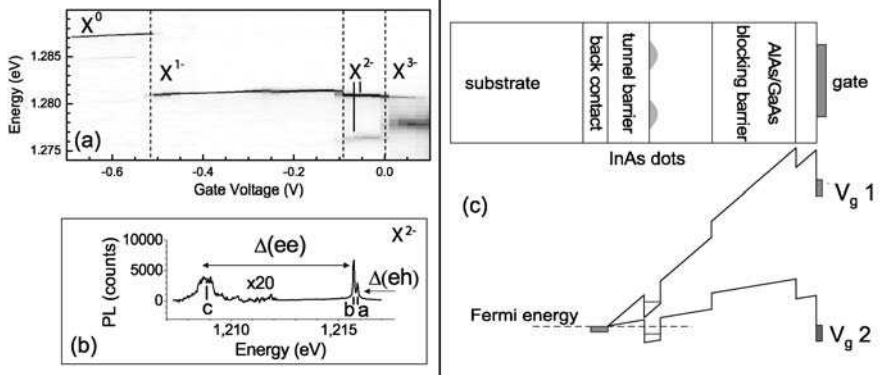 X0
X1-
X2-
X3-
1.285
1.280
1.275
Energy (eV)
(a)
-0.6
-0.4
-0.2
0.0
Gate Voltage (V)
X2-
10000
5000
0
PL (counts)
Δ(ee)
x20
Δ(eh)
c
b a
1,210
1,215
Energy (eV)
(b)
substrate
back contact
tunnel barrier
AlAs/GaAs
blocking barrier
gate
InAs dots
(c)
Vg 1
Fermi energy
Vg 2